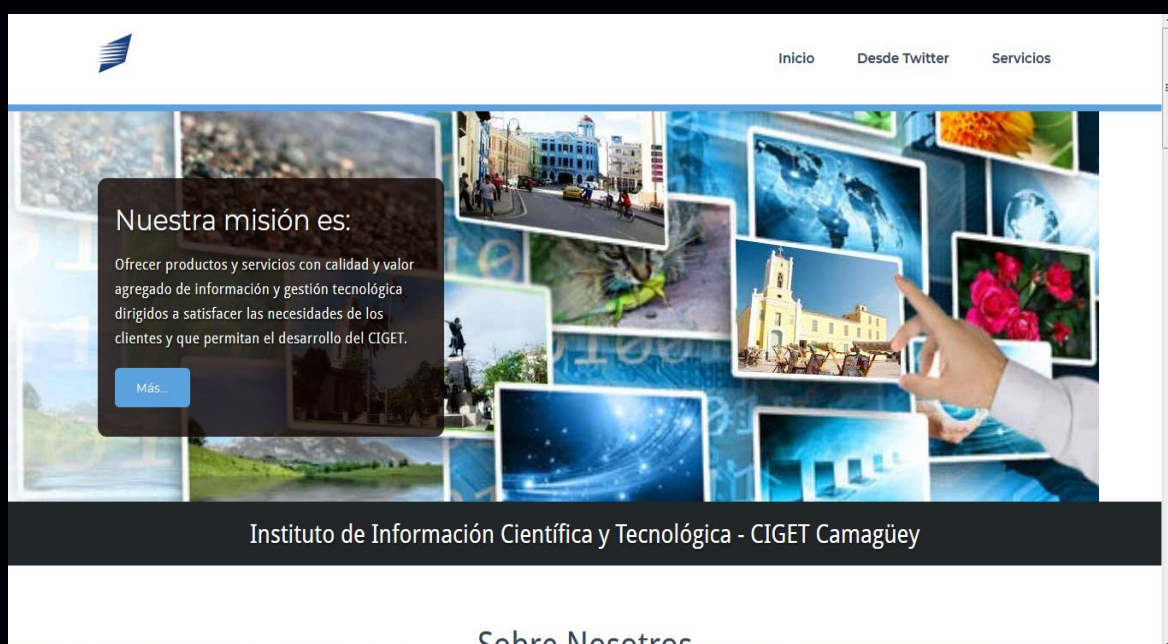 Inicio Desde Twitter Servicios
Nuestra misión es:
Ofrecer productos y servicios con calidad y valor
agregado de información y gestión tecnológica
dirigidos a satisfacer las necesidades de los
clientes y que permitan el desarrollo del CIGET.
Más...
Instituto de Información Científica y Tecnológica - CIGET Camagüey
Sobre Nosotros